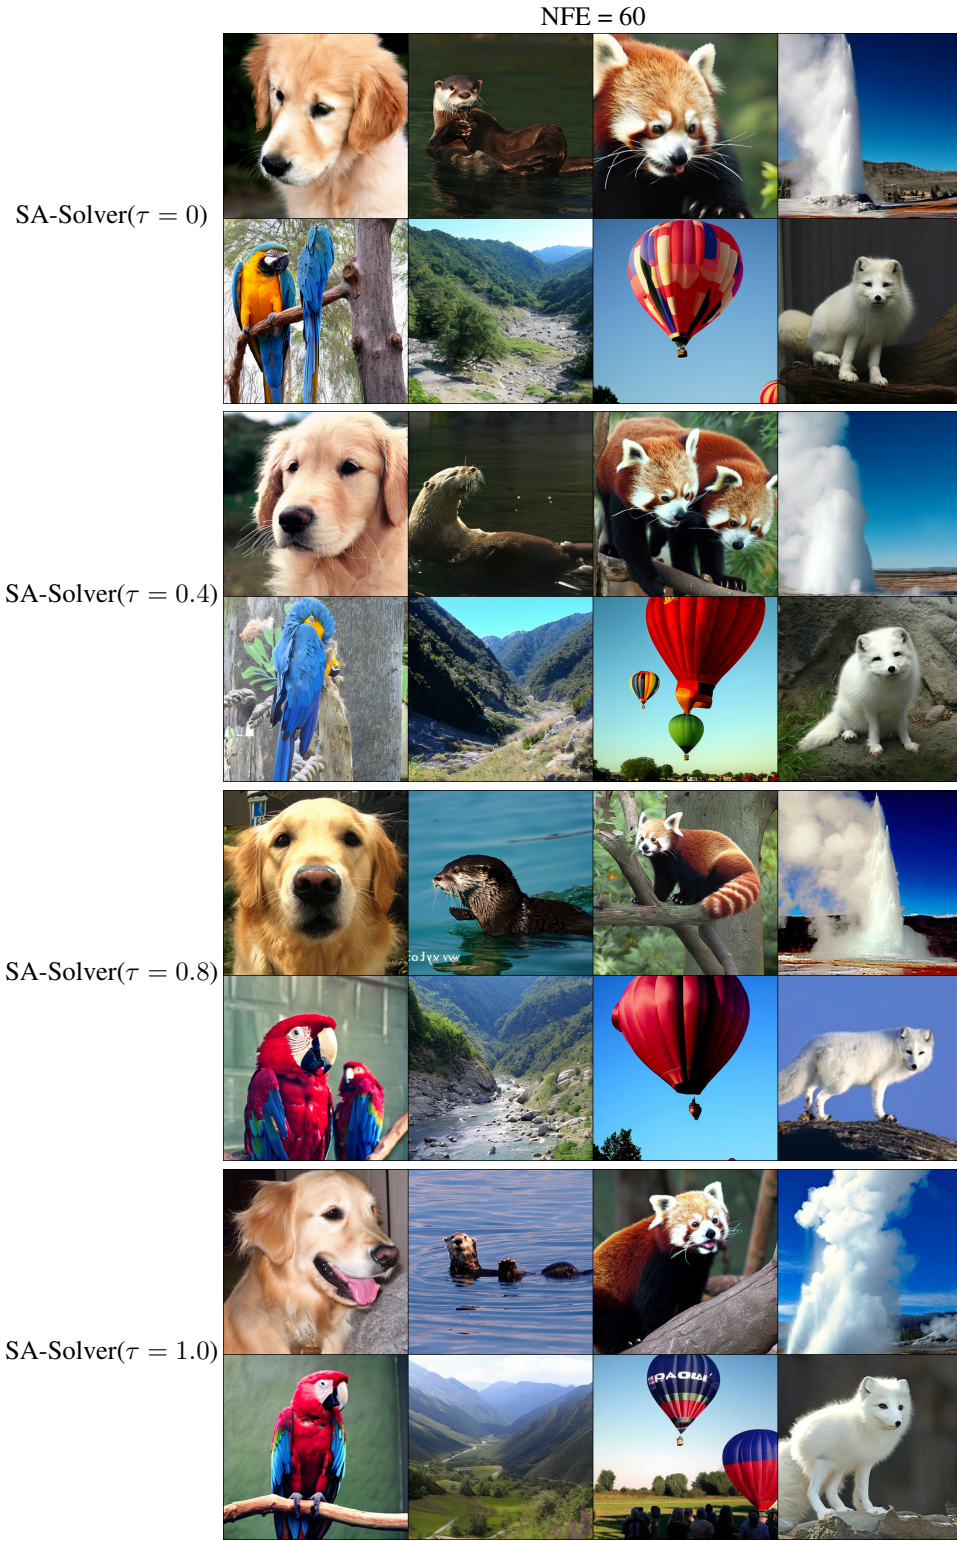 NFE = 60
SA-Solver(τ = 0)
SA-Solver(τ = 0.4)
SA-Solver(τ = 0.8)
SA-Solver(τ = 1.0)